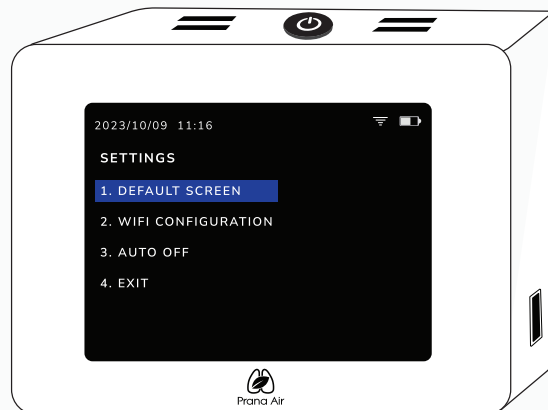 2023/10/09 11:16
SETTINGS
1. DEFAULT SCREEN
2. WIFI CONFIGURATION
3. AUTO OFF
4. EXIT
Prana Air